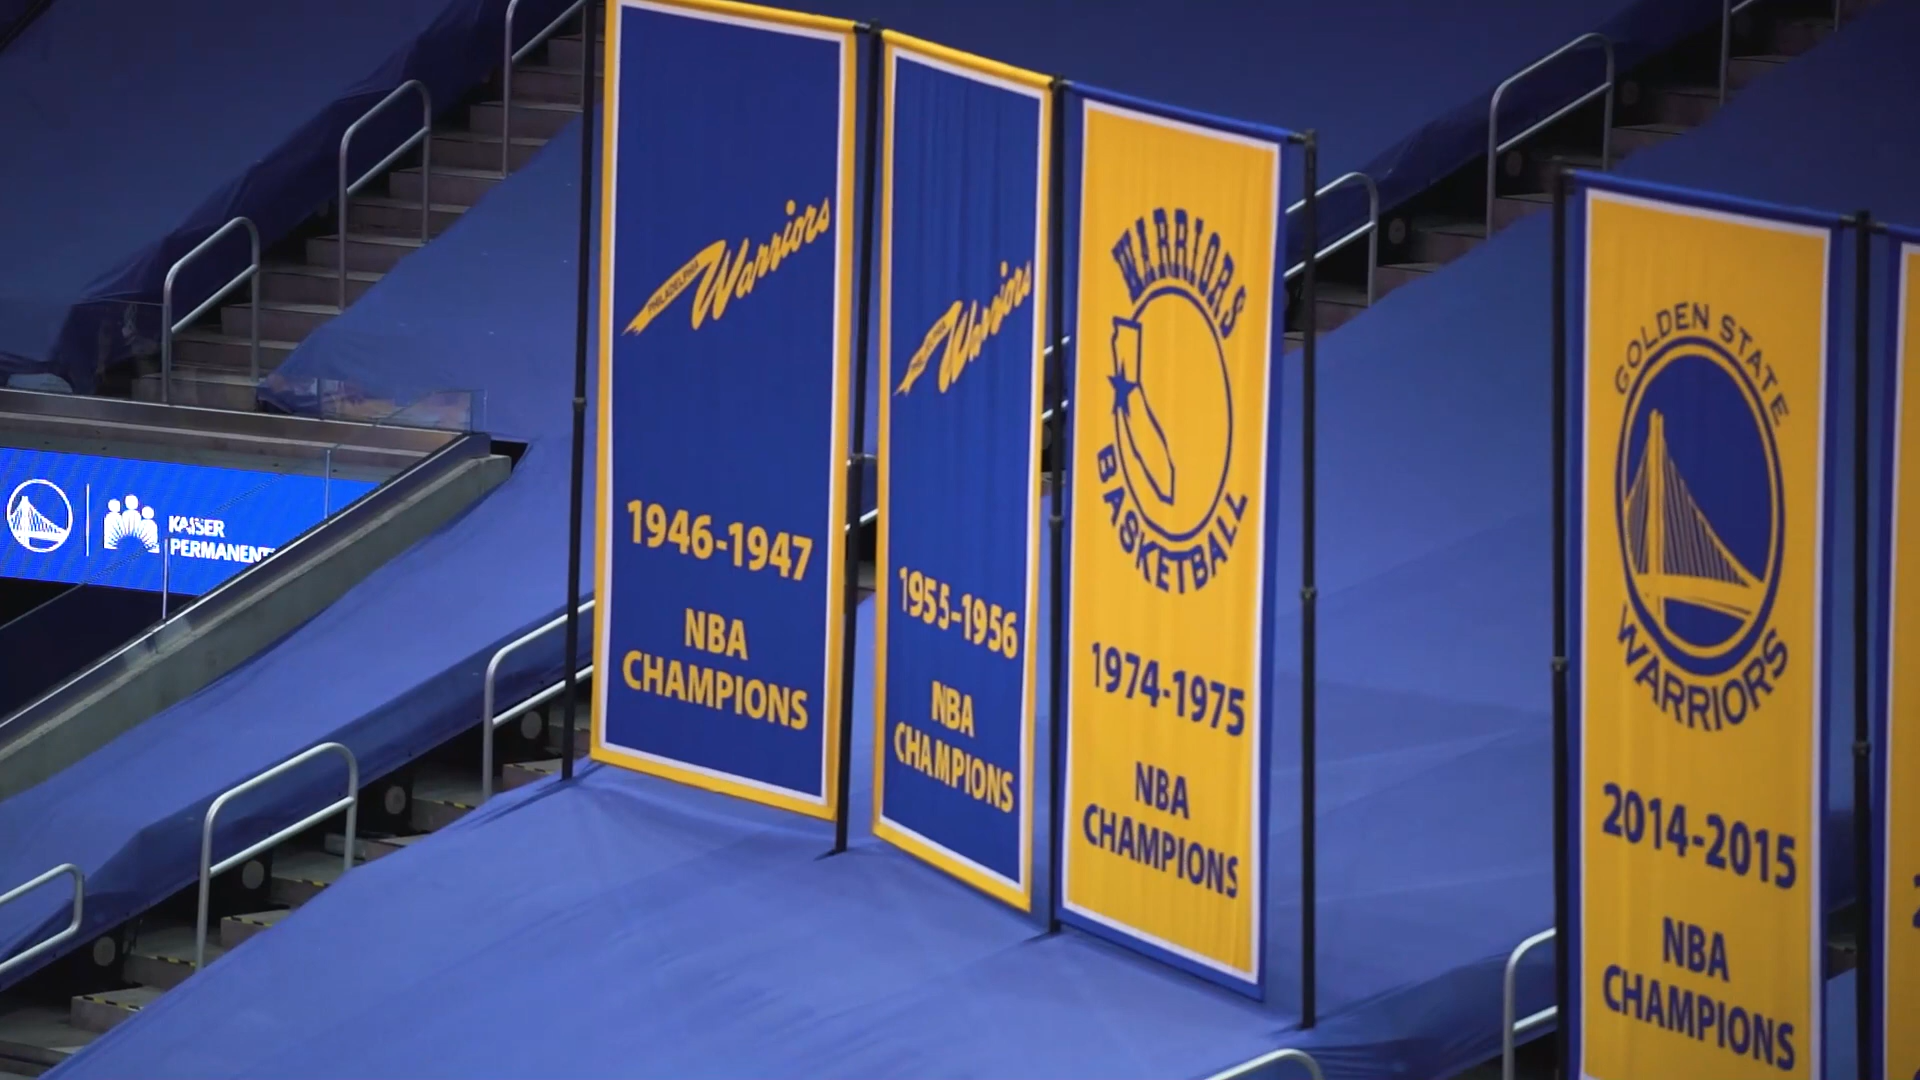 PHILADELPHIA
Warriors
1946-1947
NBA
CHAMPIONS
Warriors
1955-1956
NBA
CHAMPIONS
WARRIORS
BASKETBALL
1974-1975
NBA
CHAMPIONS
GOLDEN STATE
WARRIORS
2014-2015
NBA
CHAMPIONS
KAISER
PERMANENT